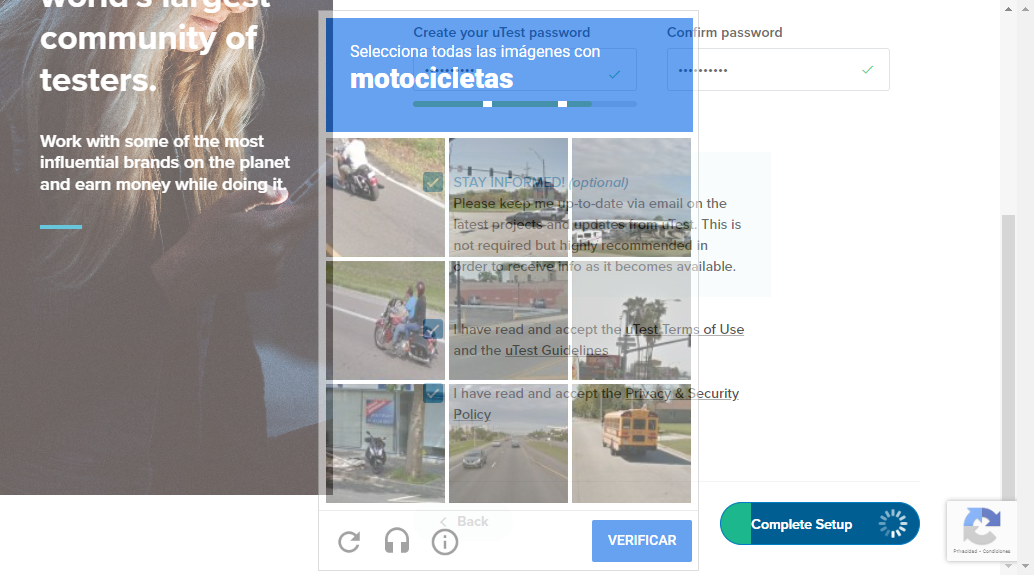 world's largest
community of
testers.
Work with some of the most
influential brands on the planet
and earn money while doing it.
Create your uTest password
Confirm password
Selecciona todas las imágenes con
motocicletas
STAY INFORMED! (optional)
Please keep me up-to-date via email on the
latest projects and updates from uTest. This is
not required but highly recommended in
order to receive info as it becomes available.
I have read and accept the uTest Terms of Use
and the uTest Guidelines
I have read and accept the Privacy & Security
Policy
Back
VERIFICAR
Complete Setup
Privacidad - Condiciones